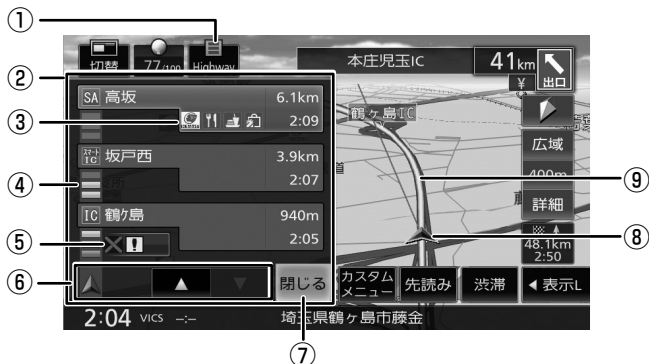 ①
②
③
④
⑤
⑥
⑦
⑧
⑨
切替
77/100
Highway
本庄児玉IC
41km
¥
出口
SA 高坂 6.1km
2:09
スマートIC 坂戸西 3.9km
2:07
IC 鶴ヶ島 940m
2:05
閉じる
鶴ヶ島IC
広域
400m
詳細
48.1km
2:50
カスタム
メニュー
先読み
渋滞
◀表示L
2:04 VICS -:-- 埼玉県鶴ヶ島市藤金